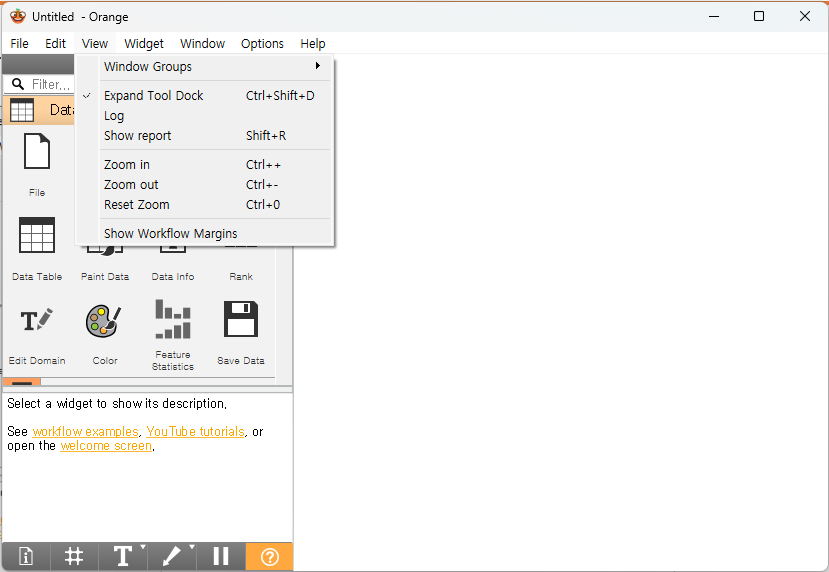 Untitled - Orange
File Edit View Widget Window Options Help
Window Groups
Filter...
Expand Tool Dock Ctrl+Shift+D
Log
Show report Shift+R
Zoom in Ctrl++
Zoom out Ctrl+-
Reset Zoom Ctrl+0
Show Workflow Margins
File
Data Table Paint Data Data Info Rank
Edit Domain Color Feature Statistics Save Data
Select a widget to show its description.
See workflow examples, YouTube tutorials, or
open the welcome screen.